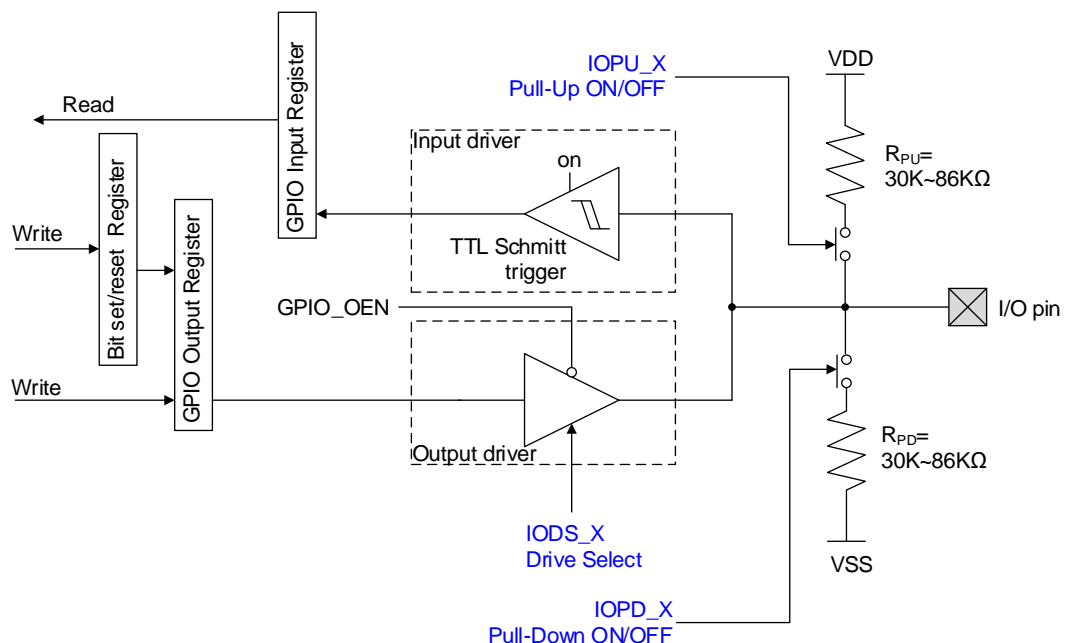 IOPU_X
Pull-Up ON/OFF
VDD
Read
GPIO Input Register
Input driver
on
TTL Schmitt
trigger
RPU=
30K~86KΩ
Write
Bit set/reset Register
GPIO Output Register
GPIO_OEN
I/O pin
Write
Output driver
RPD=
30K~86KΩ
IODS_X
Drive Select
VSS
IOPD_X
Pull-Down ON/OFF